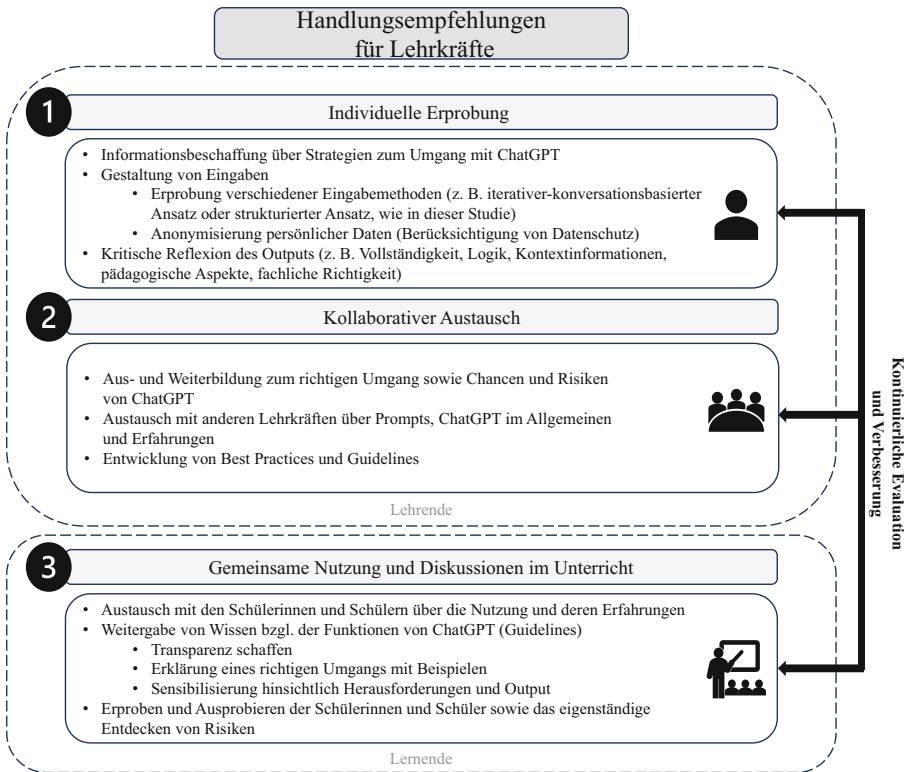 Handlungsempfehlungen
für Lehrkräfte
1
Individuelle Erprobung
• Informationsbeschaffung über Strategien zum Umgang mit ChatGPT
• Gestaltung von Eingaben
• Erprobung verschiedener Eingabemethoden (z. B. iterativer-konversationsbasierter
Ansatz oder strukturierter Ansatz, wie in dieser Studie)
• Anonymisierung persönlicher Daten (Berücksichtigung von Datenschutz)
• Kritische Reflexion des Outputs (z. B. Vollständigkeit, Logik, Kontextinformationen,
pädagogische Aspekte, fachliche Richtigkeit)
2
Kollaborativer Austausch
• Aus- und Weiterbildung zum richtigen Umgang sowie Chancen und Risiken
von ChatGPT
• Austausch mit anderen Lehrkräften über Prompts, ChatGPT im Allgemeinen
und Erfahrungen
• Entwicklung von Best Practices und Guidelines
Lehrende
3
Gemeinsame Nutzung und Diskussionen im Unterricht
• Austausch mit den Schülerinnen und Schülern über die Nutzung und deren Erfahrungen
• Weitergabe von Wissen bzgl. der Funktionen von ChatGPT (Guidelines)
• Transparenz schaffen
• Erklärung eines richtigen Umgangs mit Beispielen
• Sensibilisierung hinsichtlich Herausforderungen und Output
• Erproben und Ausprobieren der Schülerinnen und Schüler sowie das eigenständige
Entdecken von Risiken
Lernende
Kontinuierliche Evaluation
und Verbesserung